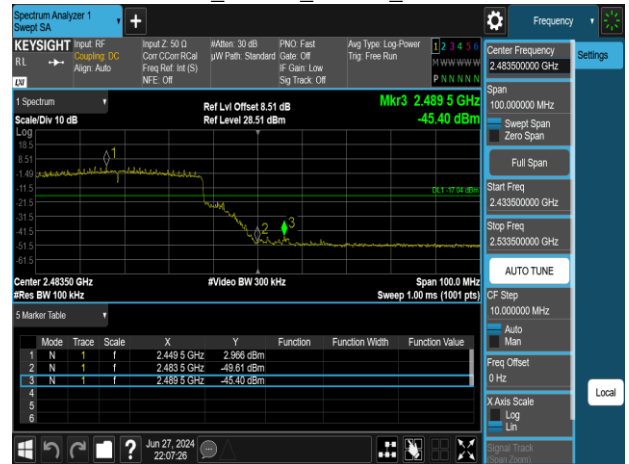 Spectrum Analyzer 1
Swept SA
Frequency
KEYSIGHT
RL
LXI
Input: RF
Coupling: DC
Align: Auto
Input Z: 50 Ω
Corr CCorr RCal
Freq Ref: Int (S)
NFE: Off
#Atten: 30 dB
µW Path: Standard
PNO: Fast
Gate: Off
IF Gain: Low
Sig Track: Off
Avg Type: Log-Power
Trig: Free Run
1 2 3 4 5 6
M W W W W W
P N N N N N
Center Frequency
2.483500000 GHz
Settings
1 Spectrum
Scale/Div 10 dB
Ref Lvl Offset 8.51 dB
Ref Level 28.51 dBm
Mkr3 2.489 5 GHz
-45.40 dBm
Span
100.000000 MHz
Swept Span
Zero Span
Full Span
Start Freq
2.433500000 GHz
Stop Freq
2.533500000 GHz
AUTO TUNE
CF Step
10.000000 MHz
Auto
Man
Freq Offset
0 Hz
X Axis Scale
Log
Lin
Signal Track
(Span Zoom)
Local
Log
18.5
8.51
-1.49
-11.5
-21.5
-31.5
-41.5
-51.5
-61.5
1
2
3
DL1 -17.04 dBm
Center 2.48350 GHz
#Res BW 100 kHz
#Video BW 300 kHz
Span 100.0 MHz
Sweep 1.00 ms (1001 pts)
5 Marker Table
Mode Trace Scale X Y Function Function Width Function Value
1 N 1 f 2.449 5 GHz 2.966 dBm
2 N 1 f 2.483 5 GHz -49.61 dBm
3 N 1 f 2.489 5 GHz -45.40 dBm
4
5
6
?
Jun 27, 2024
22:07:26